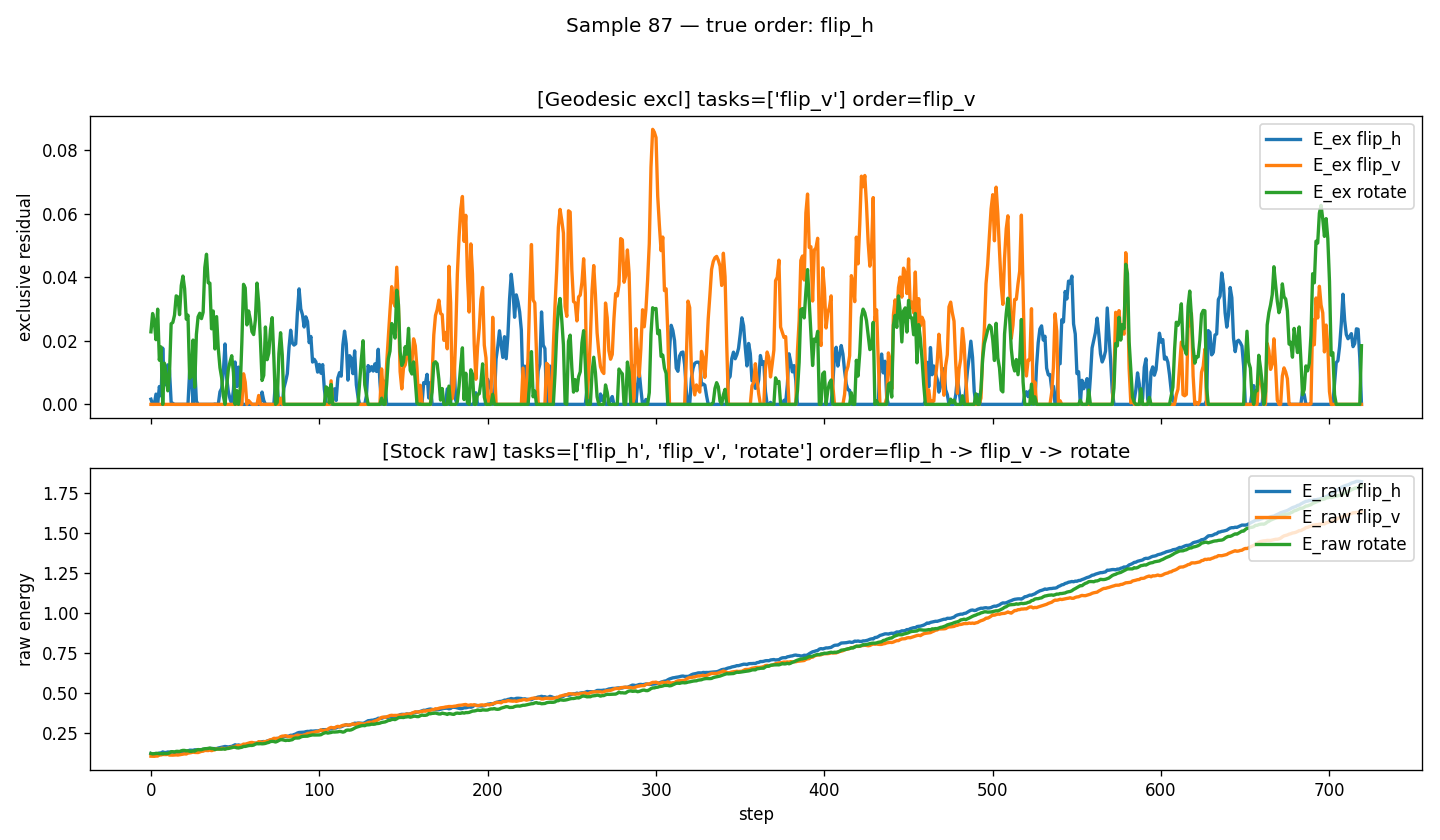 Sample 87 — true order: flip_h
[Geodesic excl] tasks=['flip_v'] order=flip_v
exclusive residual
0.08
0.06
0.04
0.02
0.00
E_ex flip_h
E_ex flip_v
E_ex rotate
[Stock raw] tasks=['flip_h', 'flip_v', 'rotate'] order=flip_h -> flip_v -> rotate
raw energy
1.75
1.50
1.25
1.00
0.75
0.50
0.25
E_raw flip_h
E_raw flip_v
E_raw rotate
0 100 200 300 400 500 600 700
step